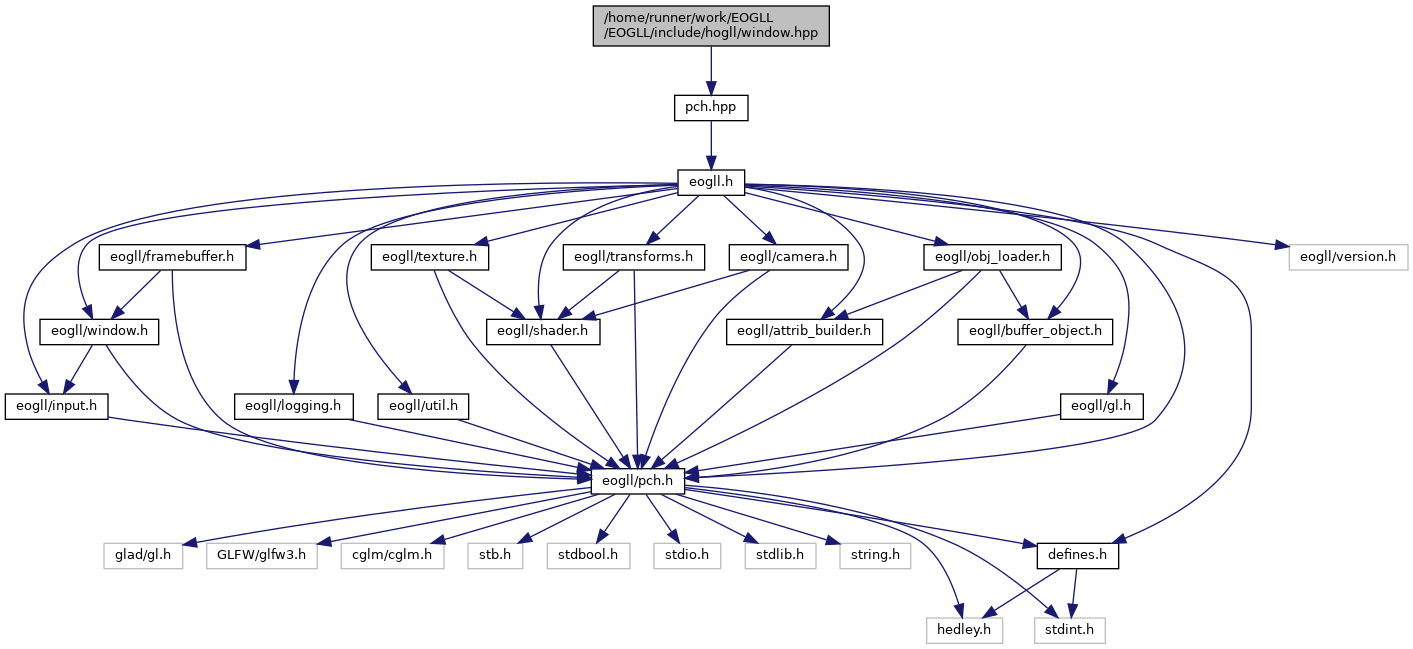 /home/runner/work/EOGLL
/EOGLL/include/hogll/window.hpp
pch.hpp
eogll.h
eogll/framebuffer.h
eogll/texture.h
eogll/transforms.h
eogll/camera.h
eogll/obj_loader.h
eogll/version.h
eogll/window.h
eogll/shader.h
eogll/attrib_builder.h
eogll/buffer_object.h
eogll/input.h
eogll/logging.h
eogll/util.h
eogll/gl.h
eogll/pch.h
glad/gl.h
GLFW/glfw3.h
cglm/cglm.h
stb.h
stdbool.h
stdio.h
stdlib.h
string.h
defines.h
hedley.h
stdint.h